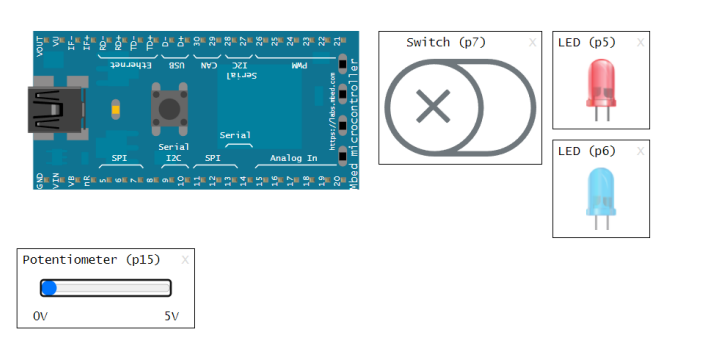 VOUT VU IF- IF+ RD- RD+ TD- TD+ D- D+ 30 29 28 27 26 25 24 23 22 21
Ethernet USB CAN I2C PWM
Serial
https://labs.mbed.com
Mbed microcontroller
Serial
Serial
SPI I2C SPI Analog In
GND VIN VB nR 5 6 7 8 9 10 11 12 13 14 15 16 17 18 19 20
Switch (p7) X
LED (p5) X
LED (p6) X
Potentiometer (p15) X
0V 5V